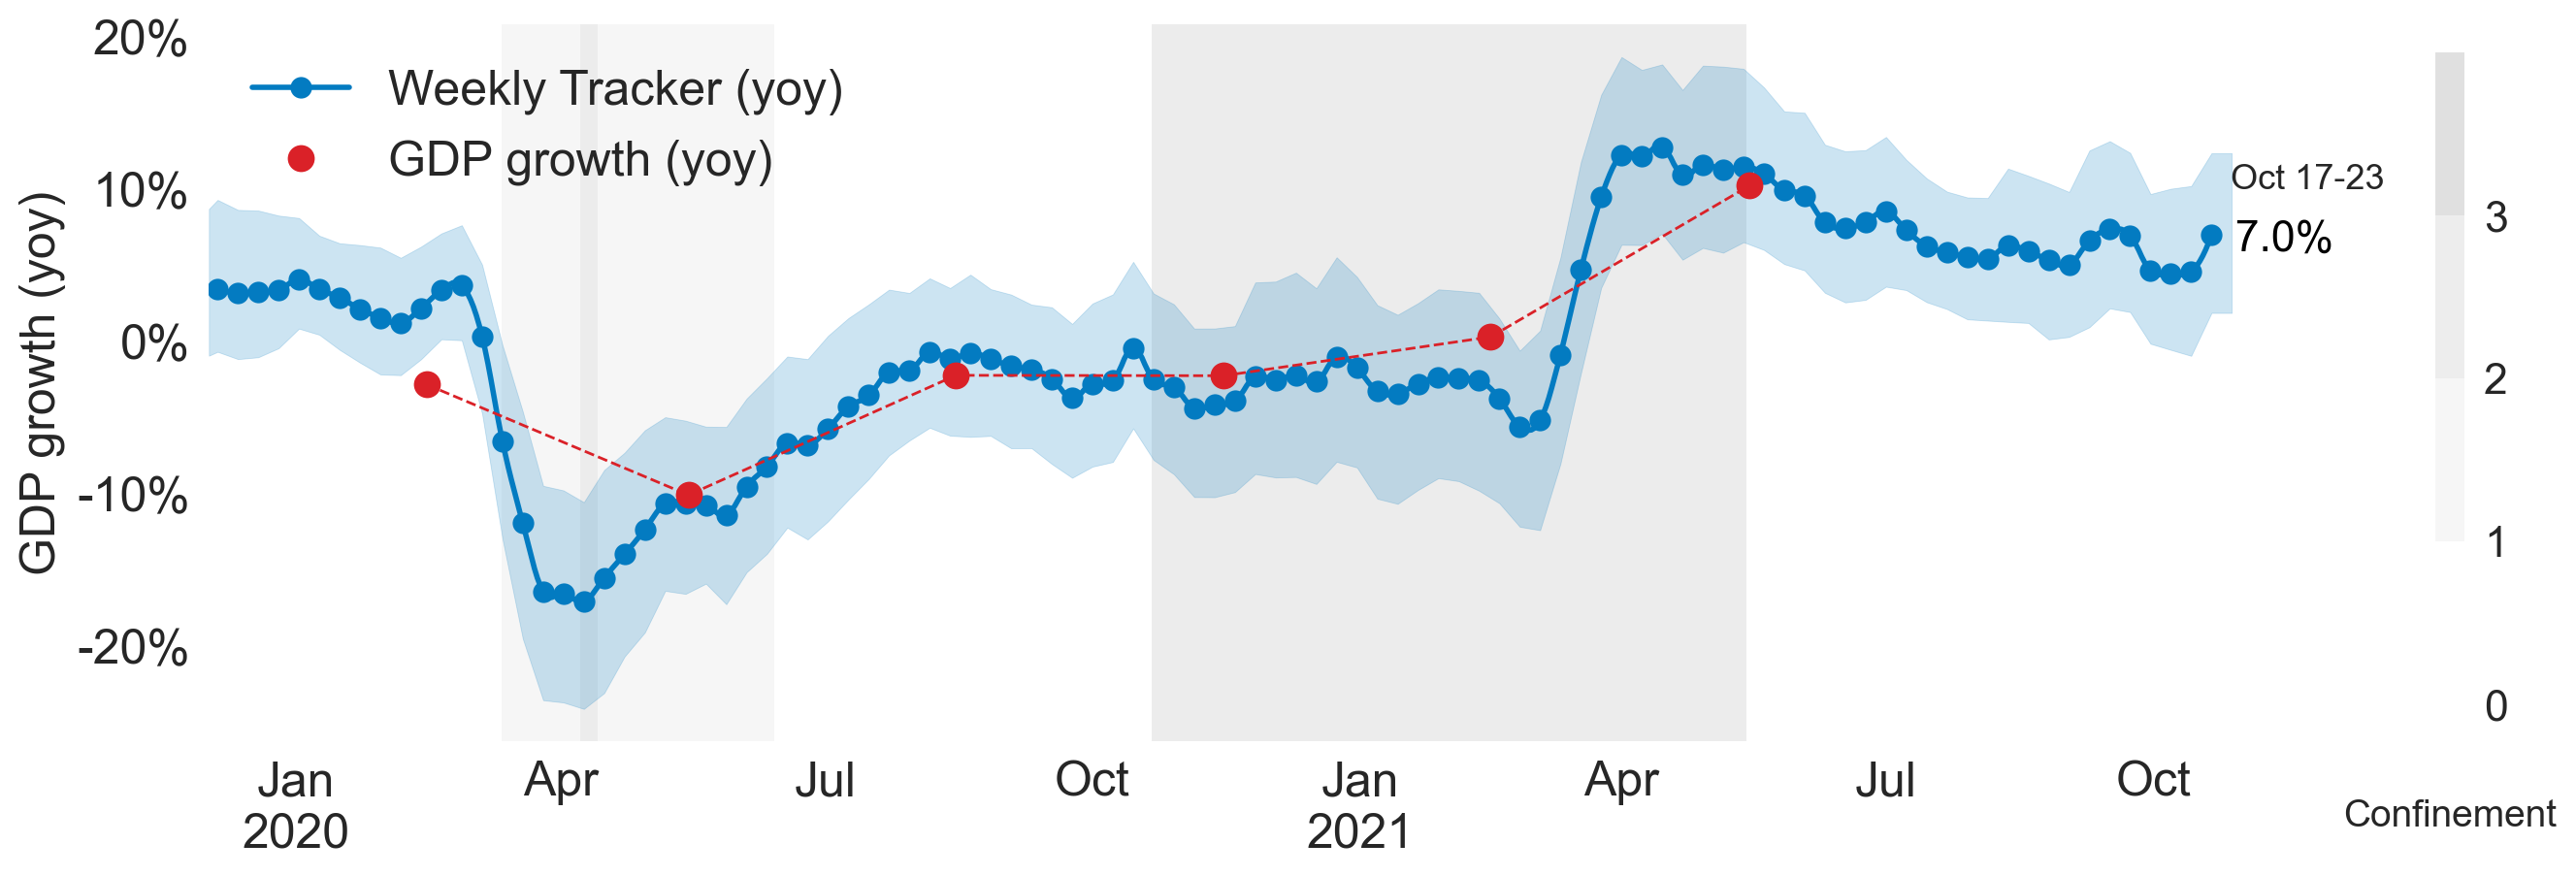 20%
10%
0%
-10%
-20%
GDP growth (yoy)
Weekly Tracker (yoy)
GDP growth (yoy)
Oct 17-23
7.0%
3
2
1
0
Confinement
Jan Apr Jul Oct Jan Apr Jul Oct
2020 2021